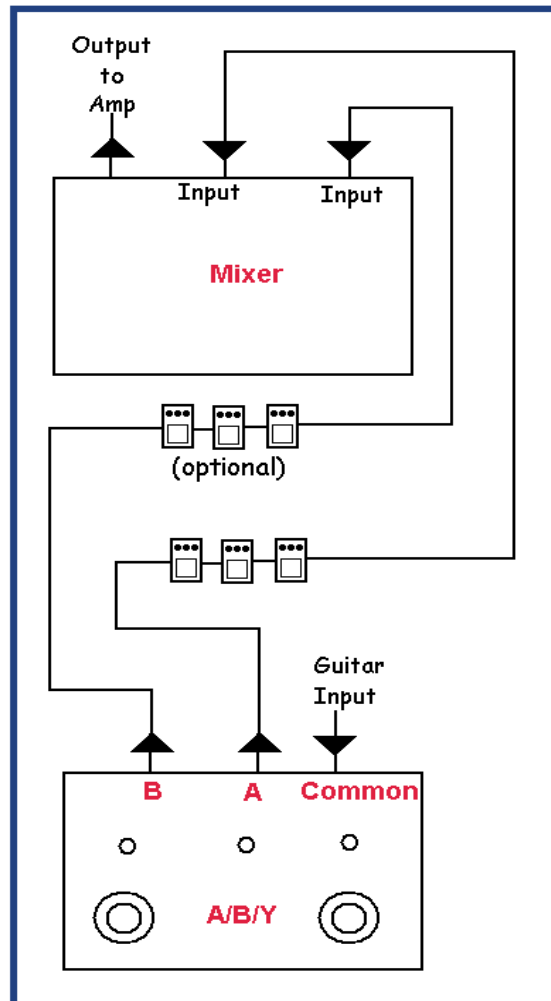 Output
to
Amp
Input
Input
Mixer
(optional)
Guitar
Input
B
A
Common
A/B/Y